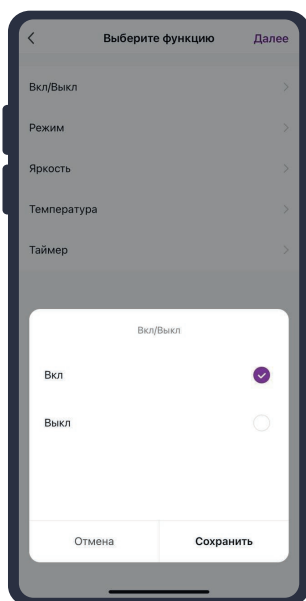 Выберите функцию Далее
Вкл/Выкл
Режим
Яркость
Температура
Таймер
Вкл/Выкл
Вкл
Выкл
Отмена Сохранить